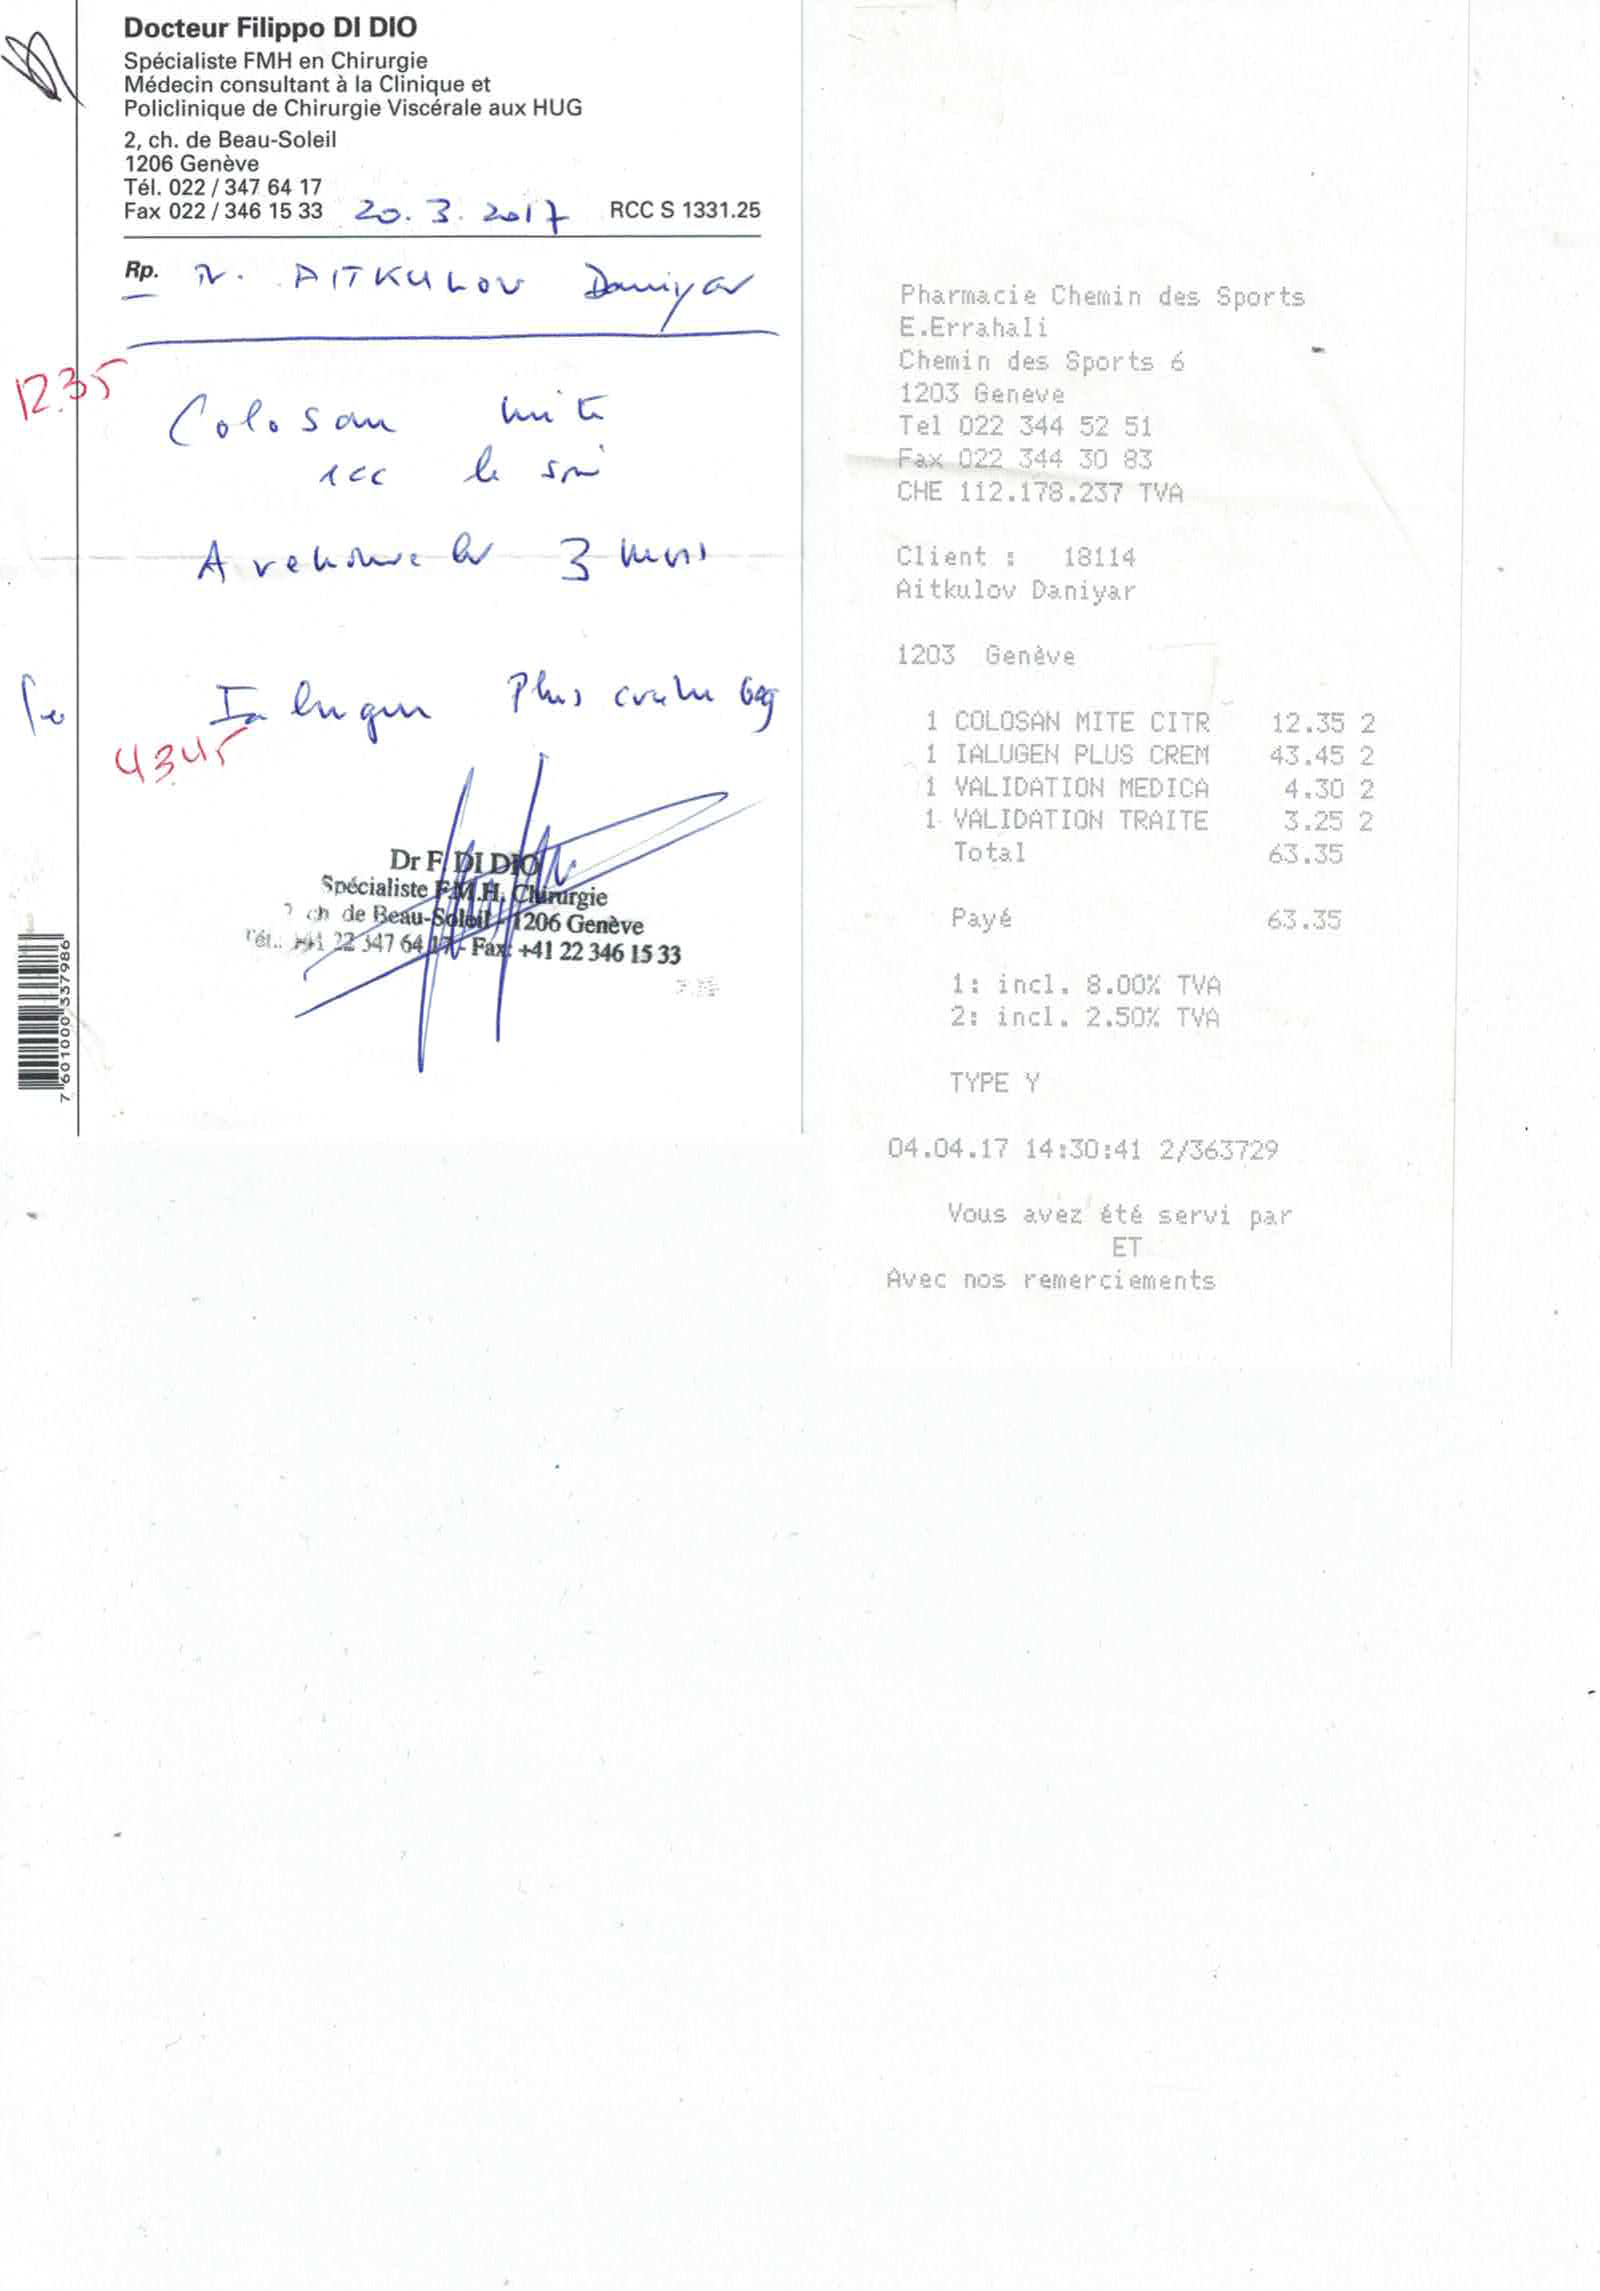 Docteur Filippo DI DIO
Spécialiste FMH en Chirurgie
Médecin consultant à la Clinique et
Policlinique de Chirurgie Viscérale aux HUG
2, ch. de Beau-Soleil
1206 Genève
Tél. 022 / 347 64 17
Fax 022 / 346 15 33 20.3.2017 RCC S 1331.25
Rp. AITKULOV Daniyar
12.35
Colosan mite
1cc le soir
A renouveler 3 mois
Ialugen Plus crème 60g
43.45
Dr F. DI DIO
Spécialiste F.M.H. Chirurgie
ch de Beau-Soleil - 1206 Genève
Tél.: +41 22 347 64 17 - Fax: +41 22 346 15 33
7601000337986
Pharmacie Chemin des Sports
E.Errahali
Chemin des Sports 6
1203 Geneve
Tel 022 344 52 51
Fax 022 344 30 83
CHE 112.178.237 TVA
Client : 18114
Aitkulov Daniyar
1203 Genève
1 COLOSAN MITE CITR 12.35 2
1 IALUGEN PLUS CREM 43.45 2
1 VALIDATION MEDICA 4.30 2
1 VALIDATION TRAITE 3.25 2
Total 63.35
Payé 63.35
1: incl. 8.00% TVA
2: incl. 2.50% TVA
TYPE Y
04.04.17 14:30:41 2/363729
Vous avez été servi par
ET
Avec nos remerciements